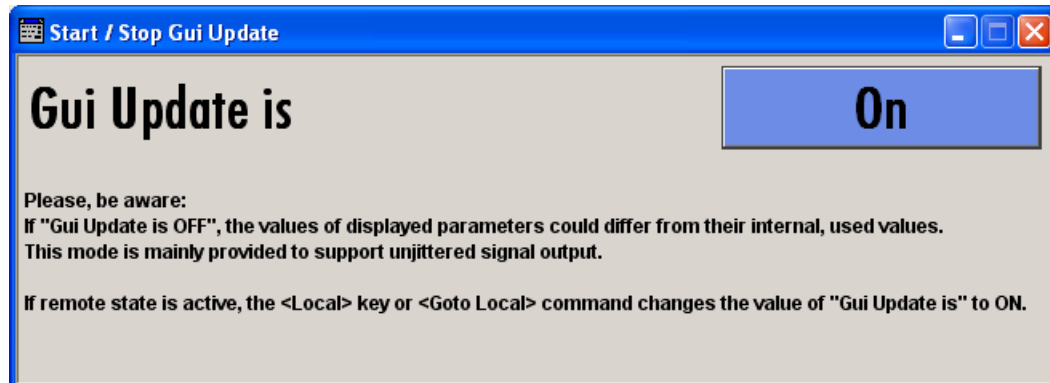 Start / Stop Gui Update
Gui Update is
On
Please, be aware:
If "Gui Update is OFF", the values of displayed parameters could differ from their internal, used values.
This mode is mainly provided to support unjittered signal output.
If remote state is active, the <Local> key or <Goto Local> command changes the value of "Gui Update is" to ON.